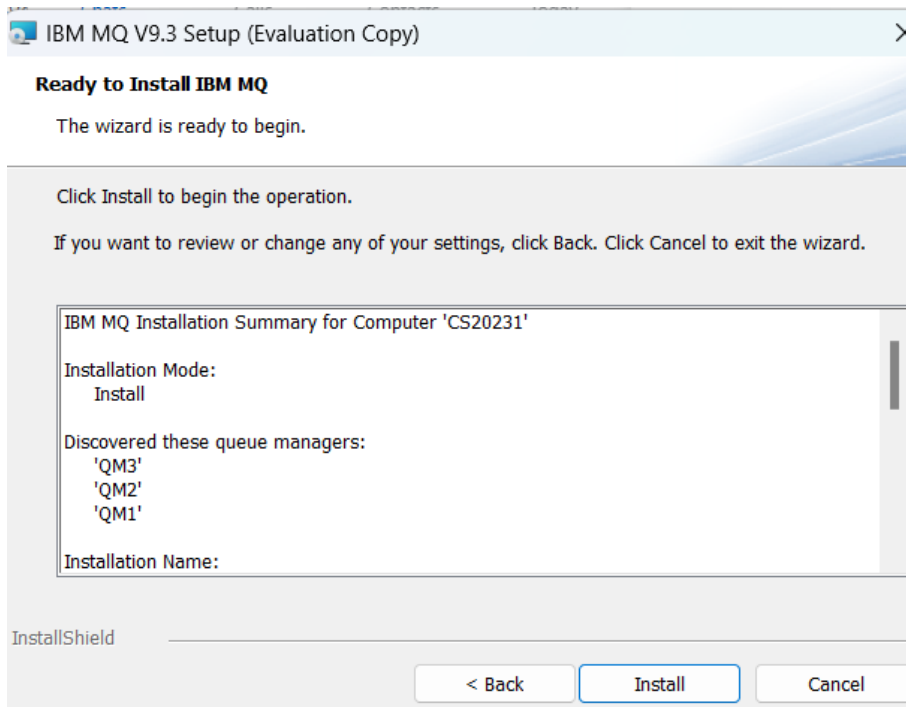 IBM MQ V9.3 Setup (Evaluation Copy)
Ready to Install IBM MQ
The wizard is ready to begin.
Click Install to begin the operation.
If you want to review or change any of your settings, click Back. Click Cancel to exit the wizard.
IBM MQ Installation Summary for Computer 'CS20231'
Installation Mode:
Install
Discovered these queue managers:
'QM3'
'QM2'
'QM1'
Installation Name:
InstallShield
< Back
Install
Cancel